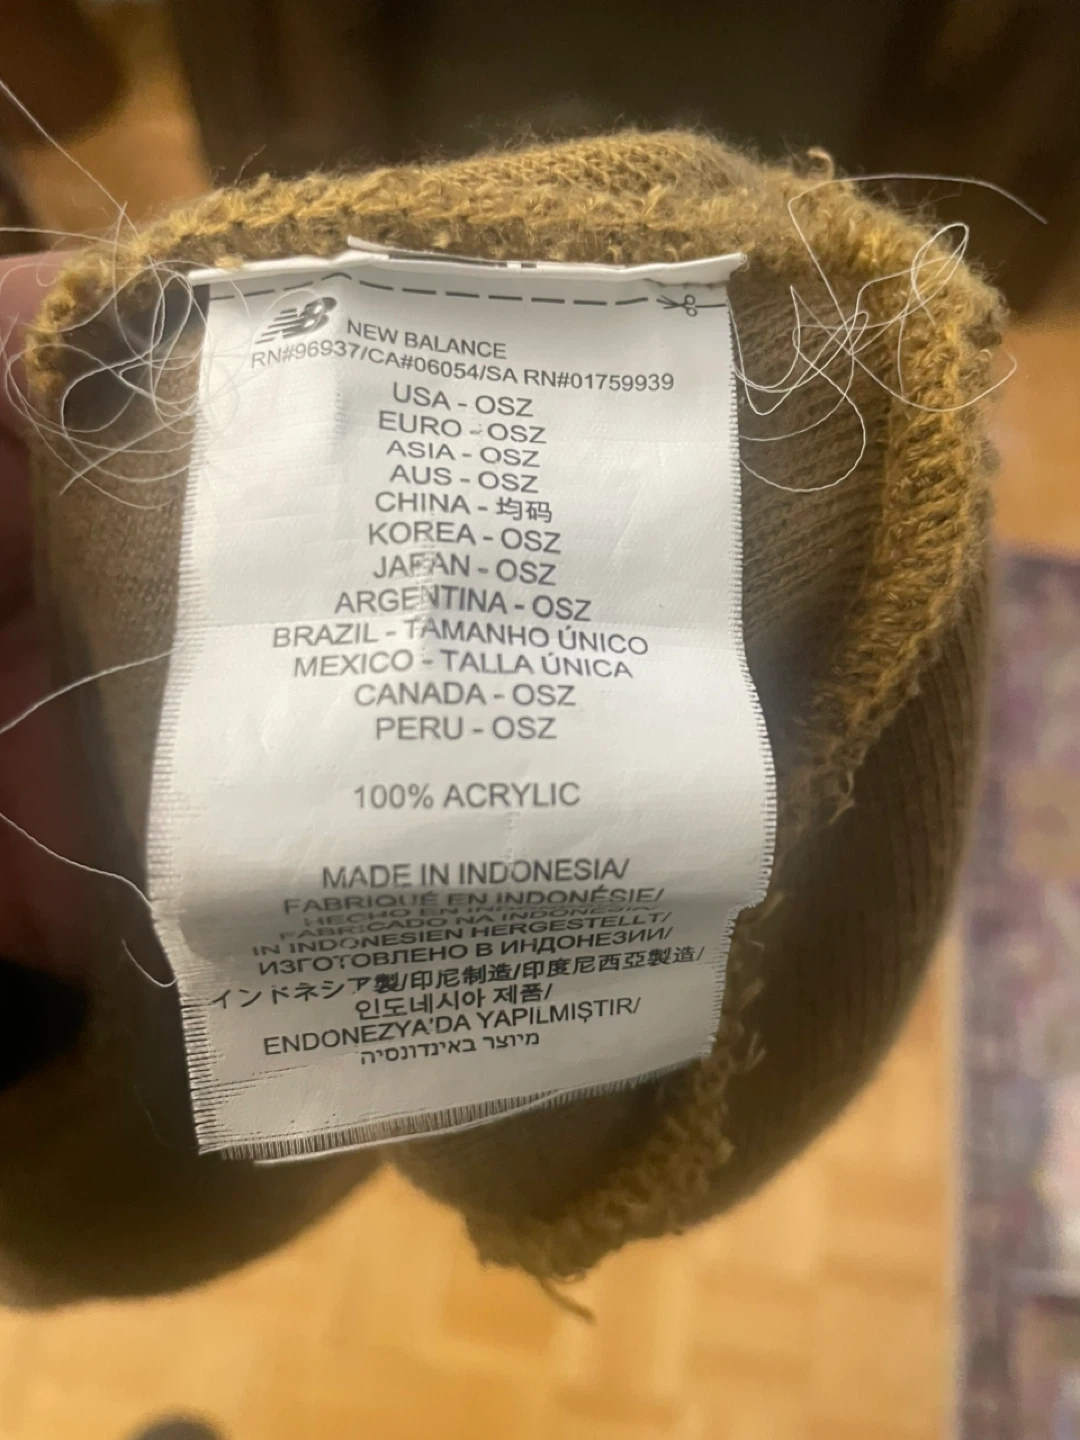 NB
NEW BALANCE
RN#96937/CA#06054/SA RN#01759939
USA - OSZ
EURO - OSZ
ASIA - OSZ
AUS - OSZ
CHINA - 均码
KOREA - OSZ
JAPAN - OSZ
ARGENTINA - OSZ
BRAZIL - TAMANHO ÚNICO
MEXICO - TALLA ÚNICA
CANADA - OSZ
PERU - OSZ
100% ACRYLIC
MADE IN INDONESIA/
FABRIQUÉ EN INDONÉSIE/
HECHO EN INDONESIA/
FABRICADO NA INDONÉSIA/
IN INDONESIEN HERGESTELLT/
ИЗГОТОВЛЕНО В ИНДОНЕЗИИ/
インドネシア製/印尼制造/印度尼西亞製造/
인도네시아 제품/
ENDONEZYA'DA YAPILMIŞTIR/
מיוצר באינדונסיה